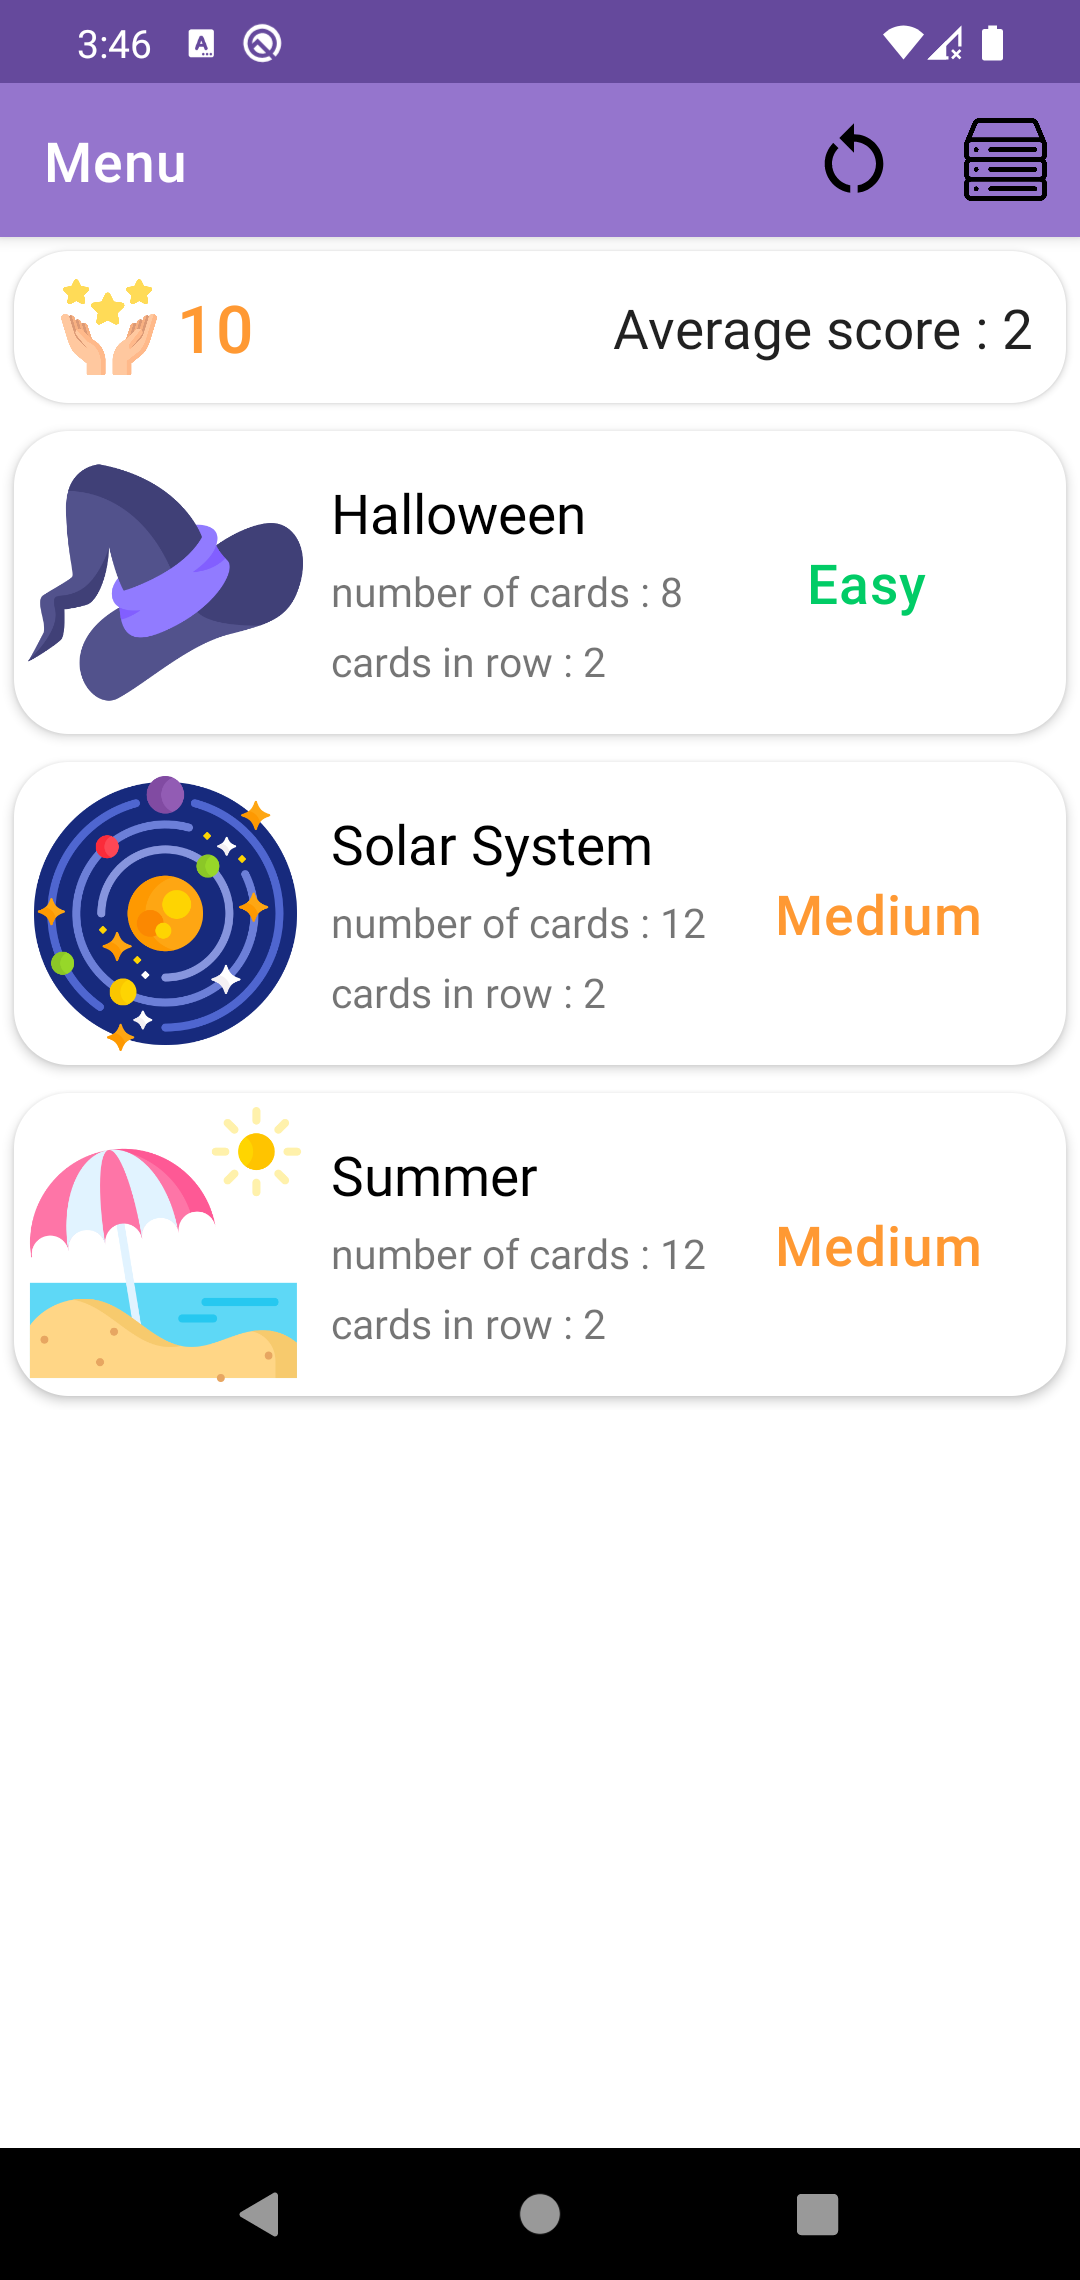 3:46
Menu
10
Average score : 2
Halloween
number of cards : 8
Easy
cards in row : 2
Solar System
number of cards : 12
Medium
cards in row : 2
Summer
number of cards : 12
Medium
cards in row : 2